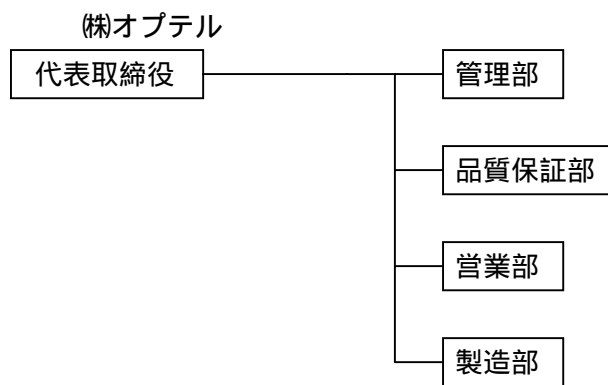 ㈱オプテル
代表取締役
管理部
品質保証部
営業部
製造部